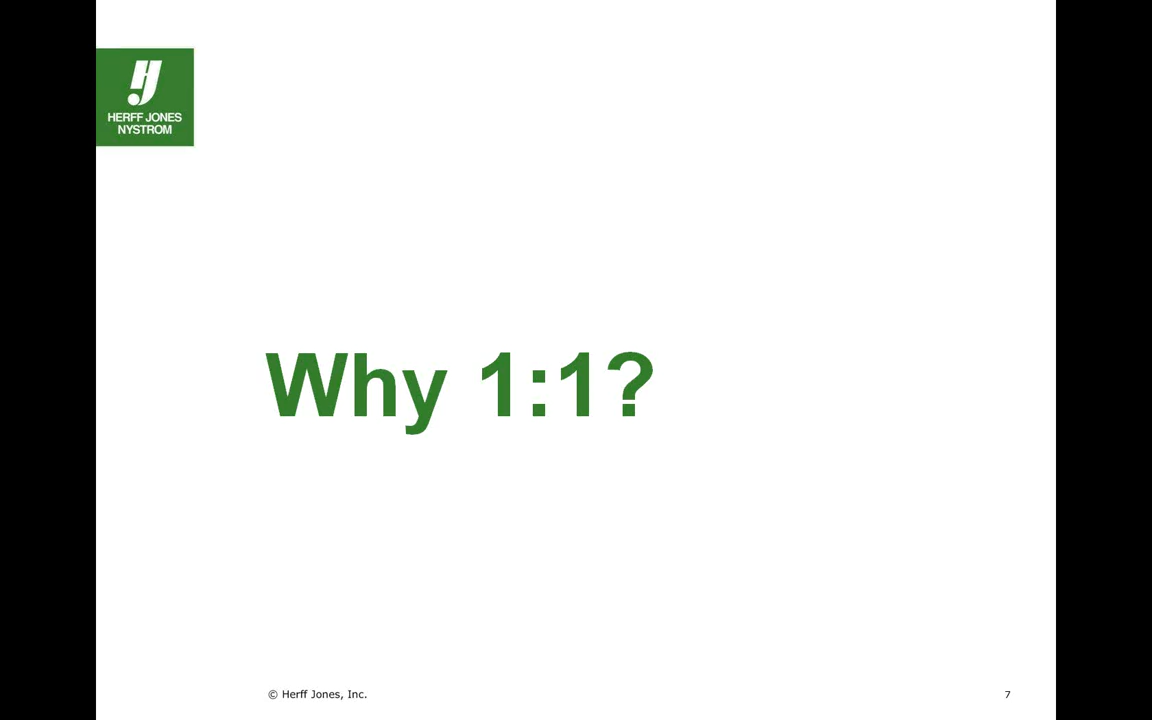 HERFF JONES
NYSTROM
Why 1:1?
© Herff Jones, Inc.
7